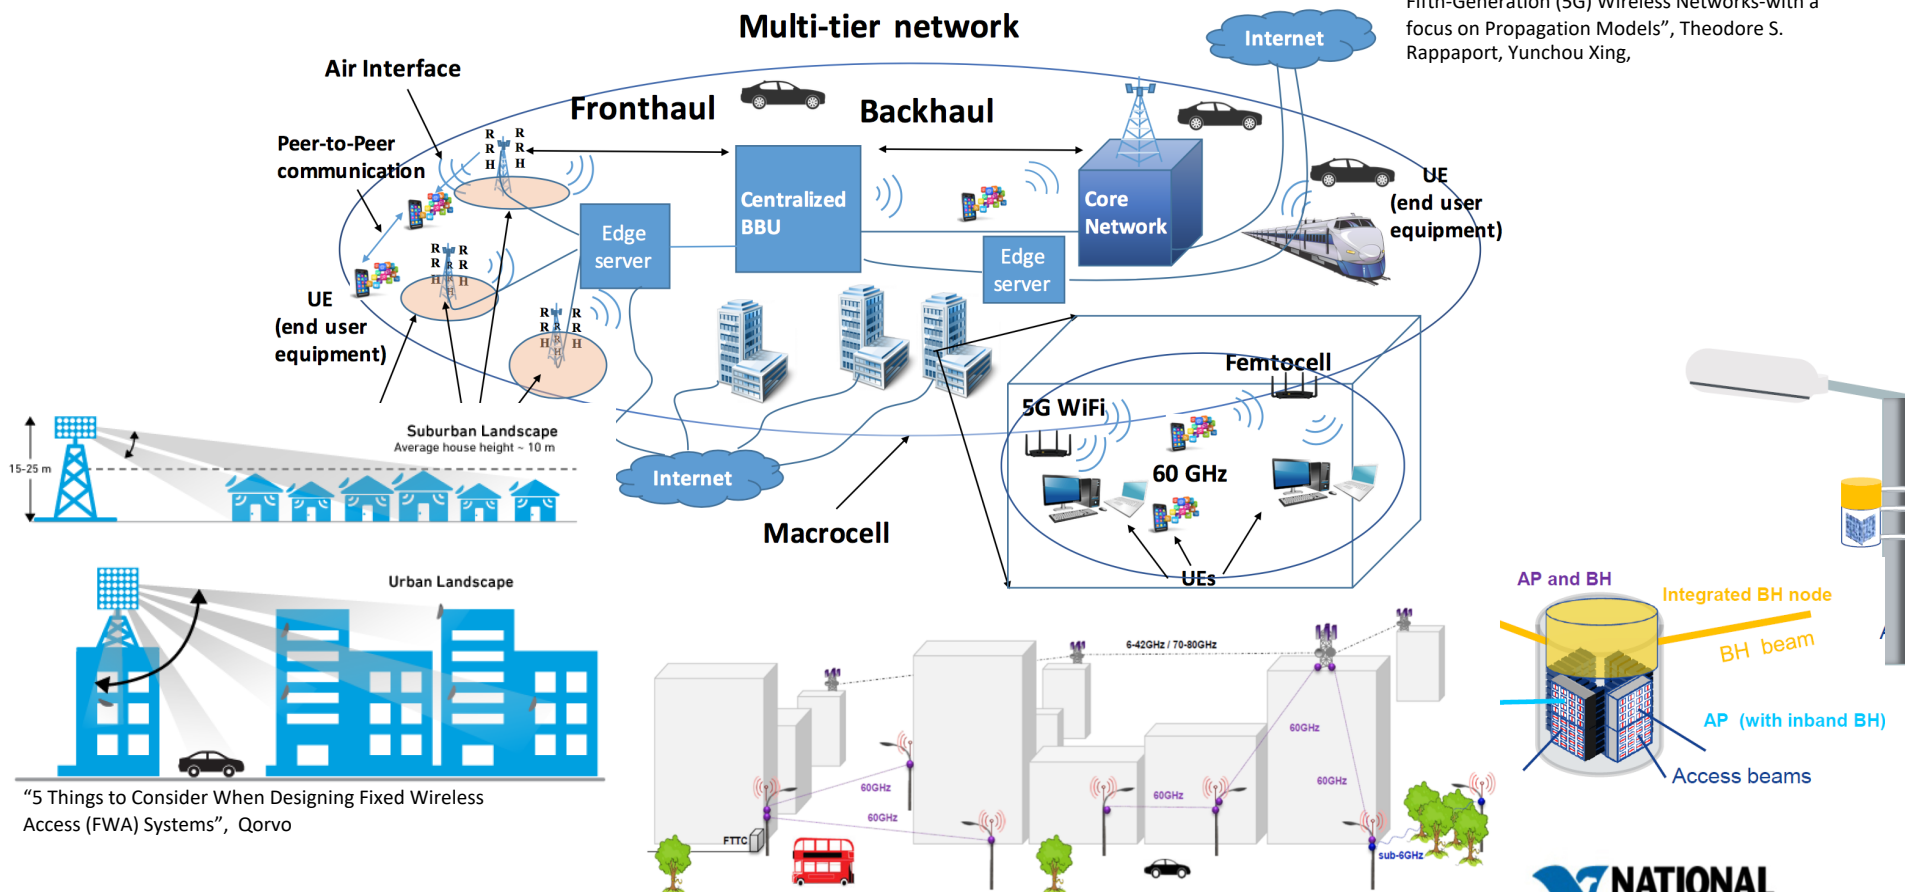 Fifth-Generation (5G) Wireless Networks-with a
focus on Propagation Models”, Theodore S.
Rappaport, Yunchou Xing,
Multi-tier network
Internet
Air Interface
Fronthaul
Backhaul
Peer-to-Peer
communication
R R H
R R H
Centralized
BBU
Core
Network
UE
(end user
equipment)
Edge
server
Edge
server
R R H
R R H
R R H
UE
(end user
equipment)
R R H
R R H
R R H
Femtocell
5G WiFi
60 GHz
UEs
Internet
Macrocell
Suburban Landscape
Average house height ~ 10 m
15-25 m
Urban Landscape
“5 Things to Consider When Designing Fixed Wireless
Access (FWA) Systems”, Qorvo
6-42GHz / 70-80GHz
60GHz
60GHz
60GHz
60GHz
60GHz
FTTC
sub-6GHz
AP and BH
Integrated BH node
BH beam
AP (with inband BH)
Access beams
NATIONAL